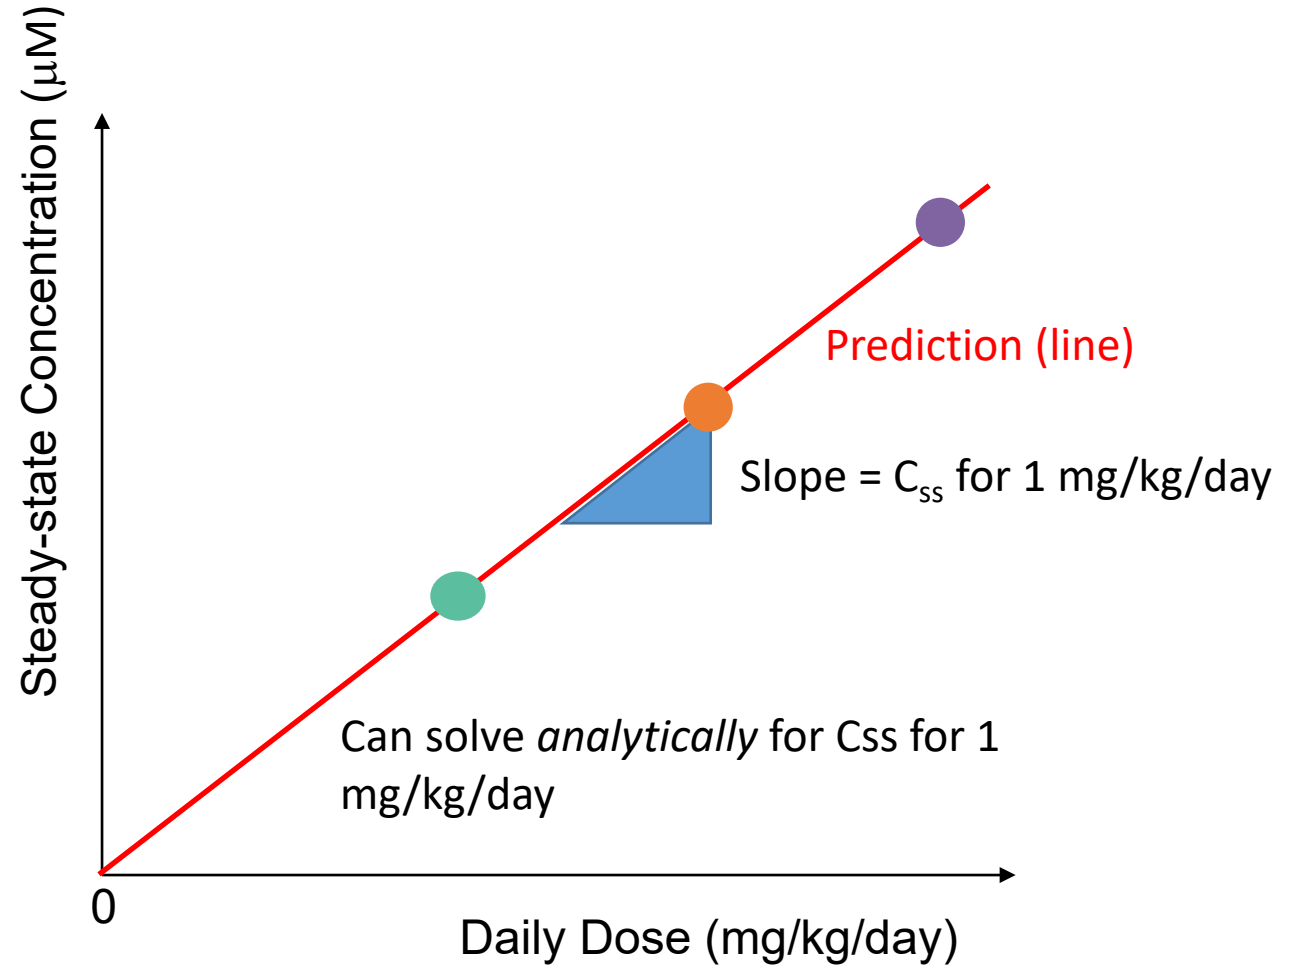 Steady-state Concentration (μM)
Prediction (line)
Slope = Css for 1 mg/kg/day
Can solve analytically for Css for 1
mg/kg/day
0
Daily Dose (mg/kg/day)